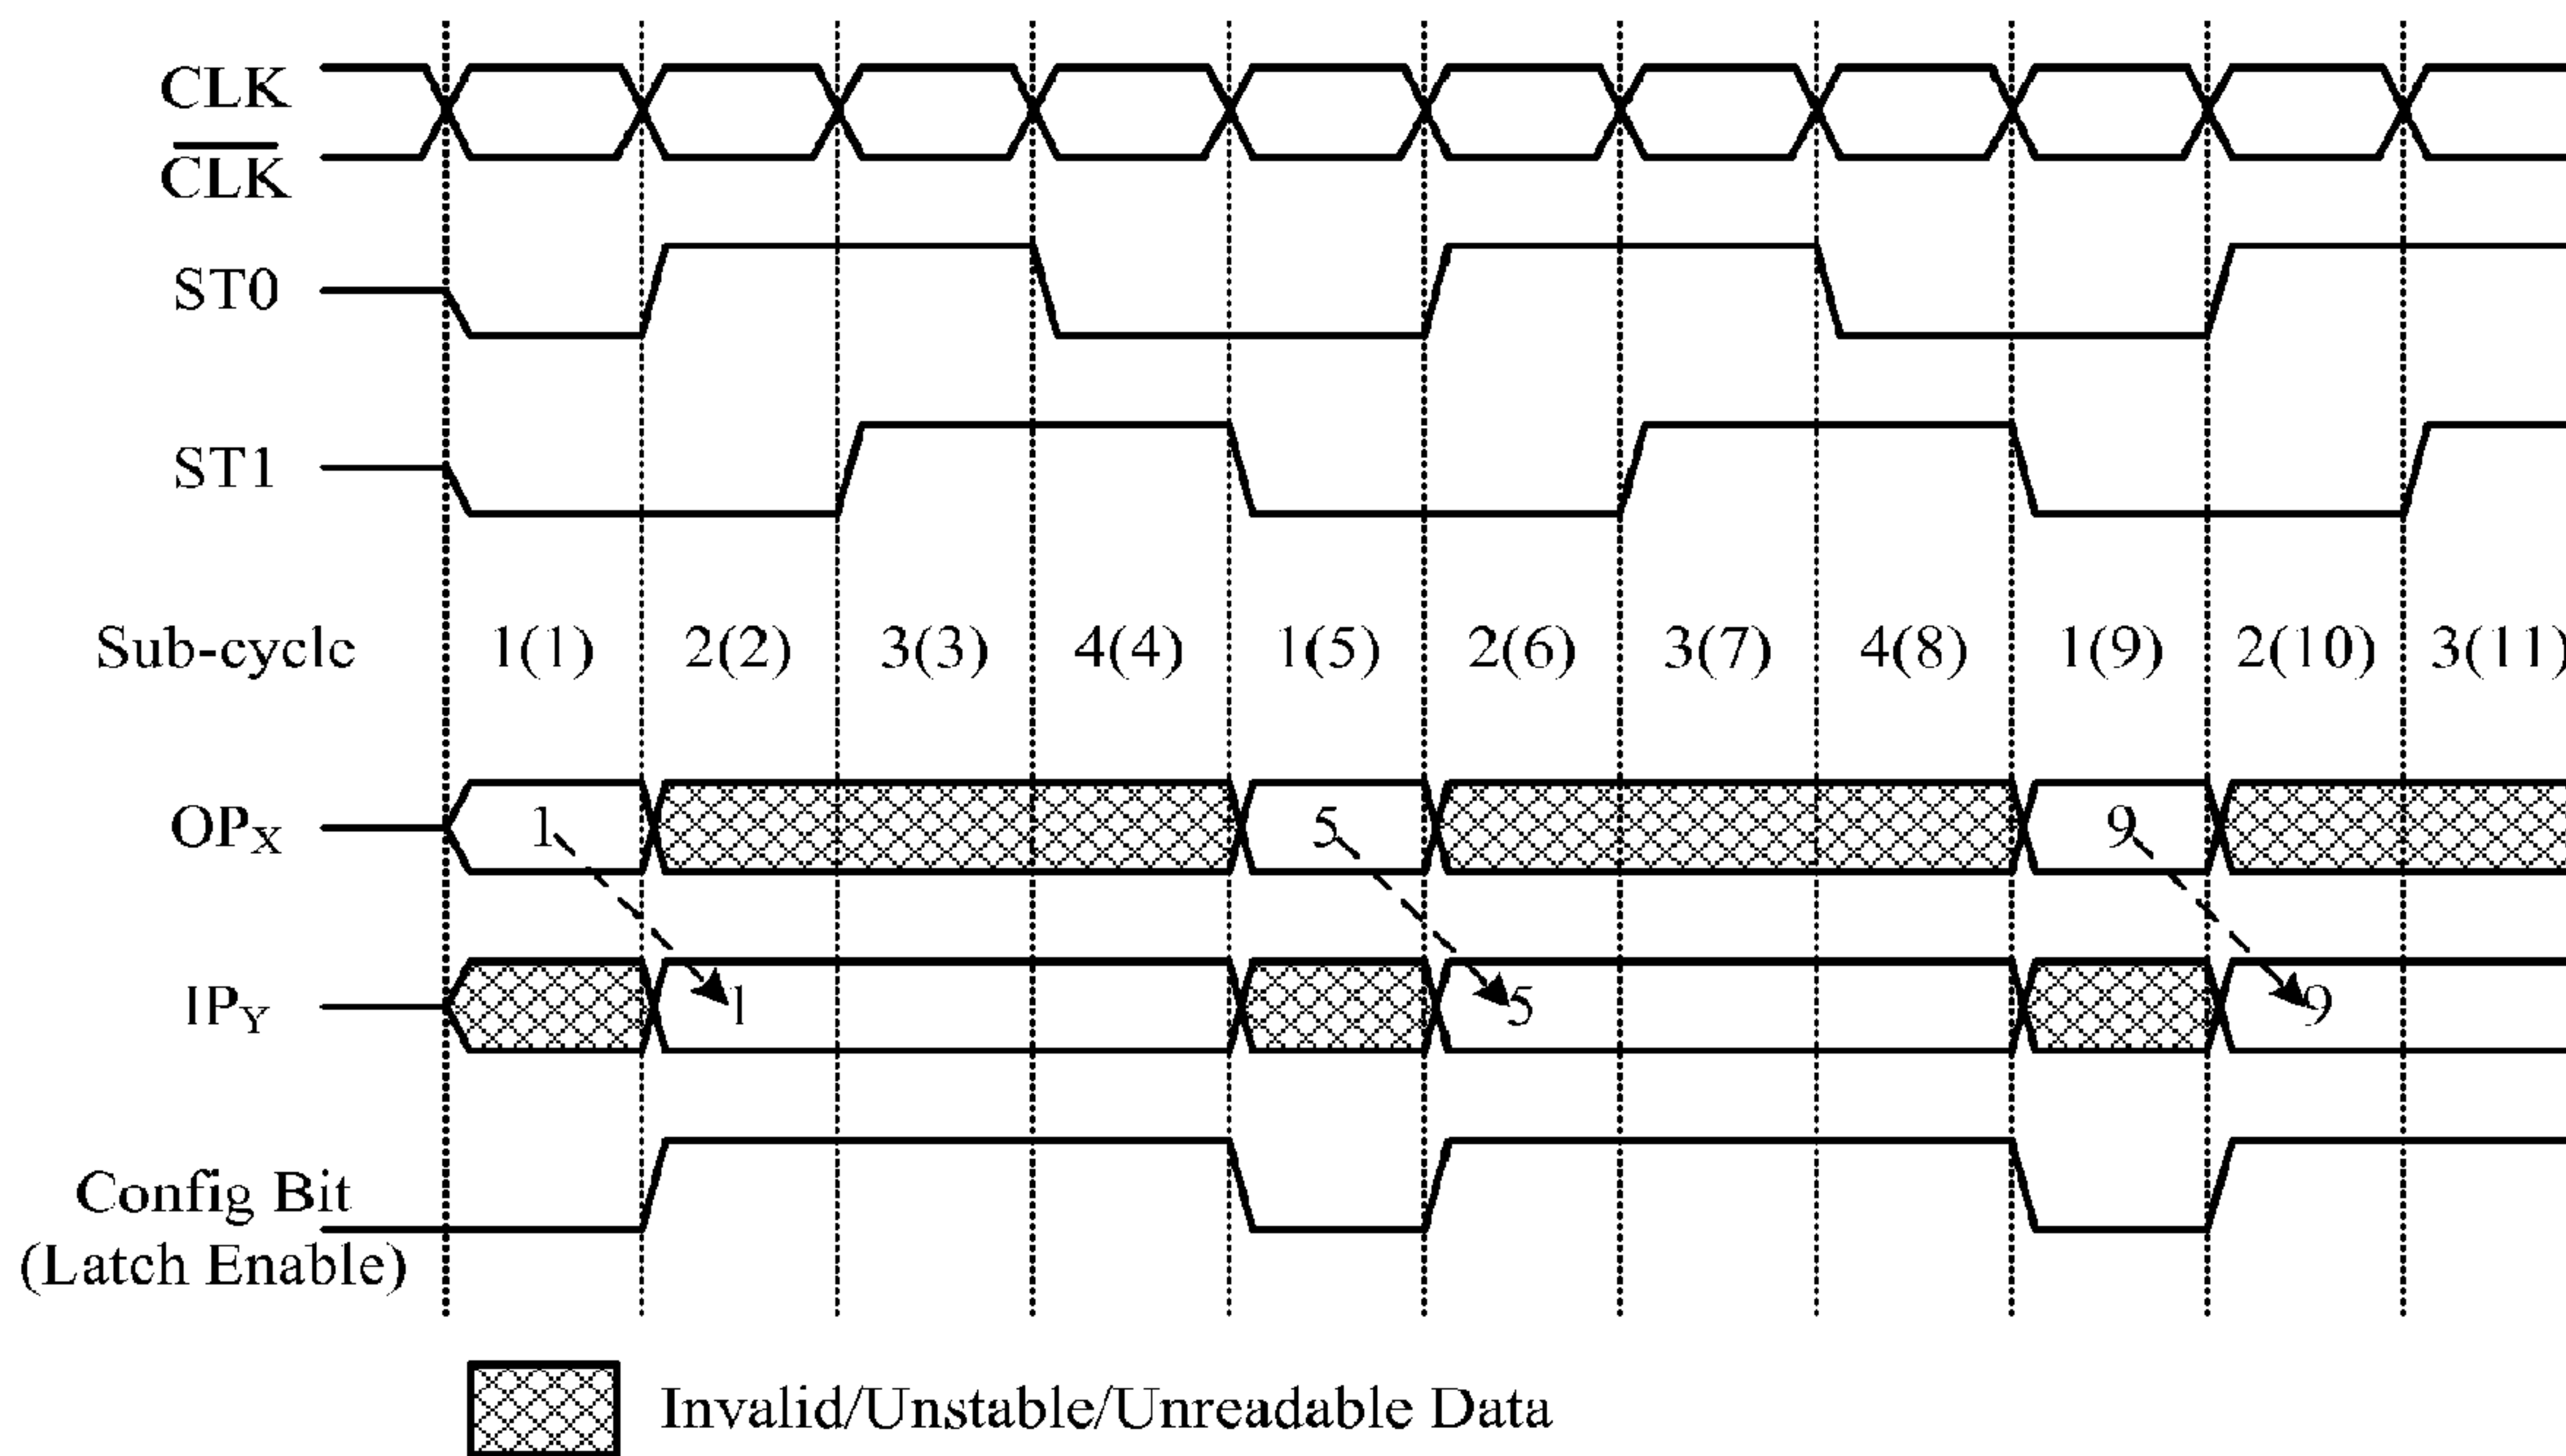 CLK
CLK
ST0
ST1
Sub-cycle 1(1) 2(2) 3(3) 4(4) 1(5) 2(6) 3(7) 4(8) 1(9) 2(10) 3(11)
OPX 1 5 9
IPY 1 5 9
Config Bit
(Latch Enable)
Invalid/Unstable/Unreadable Data